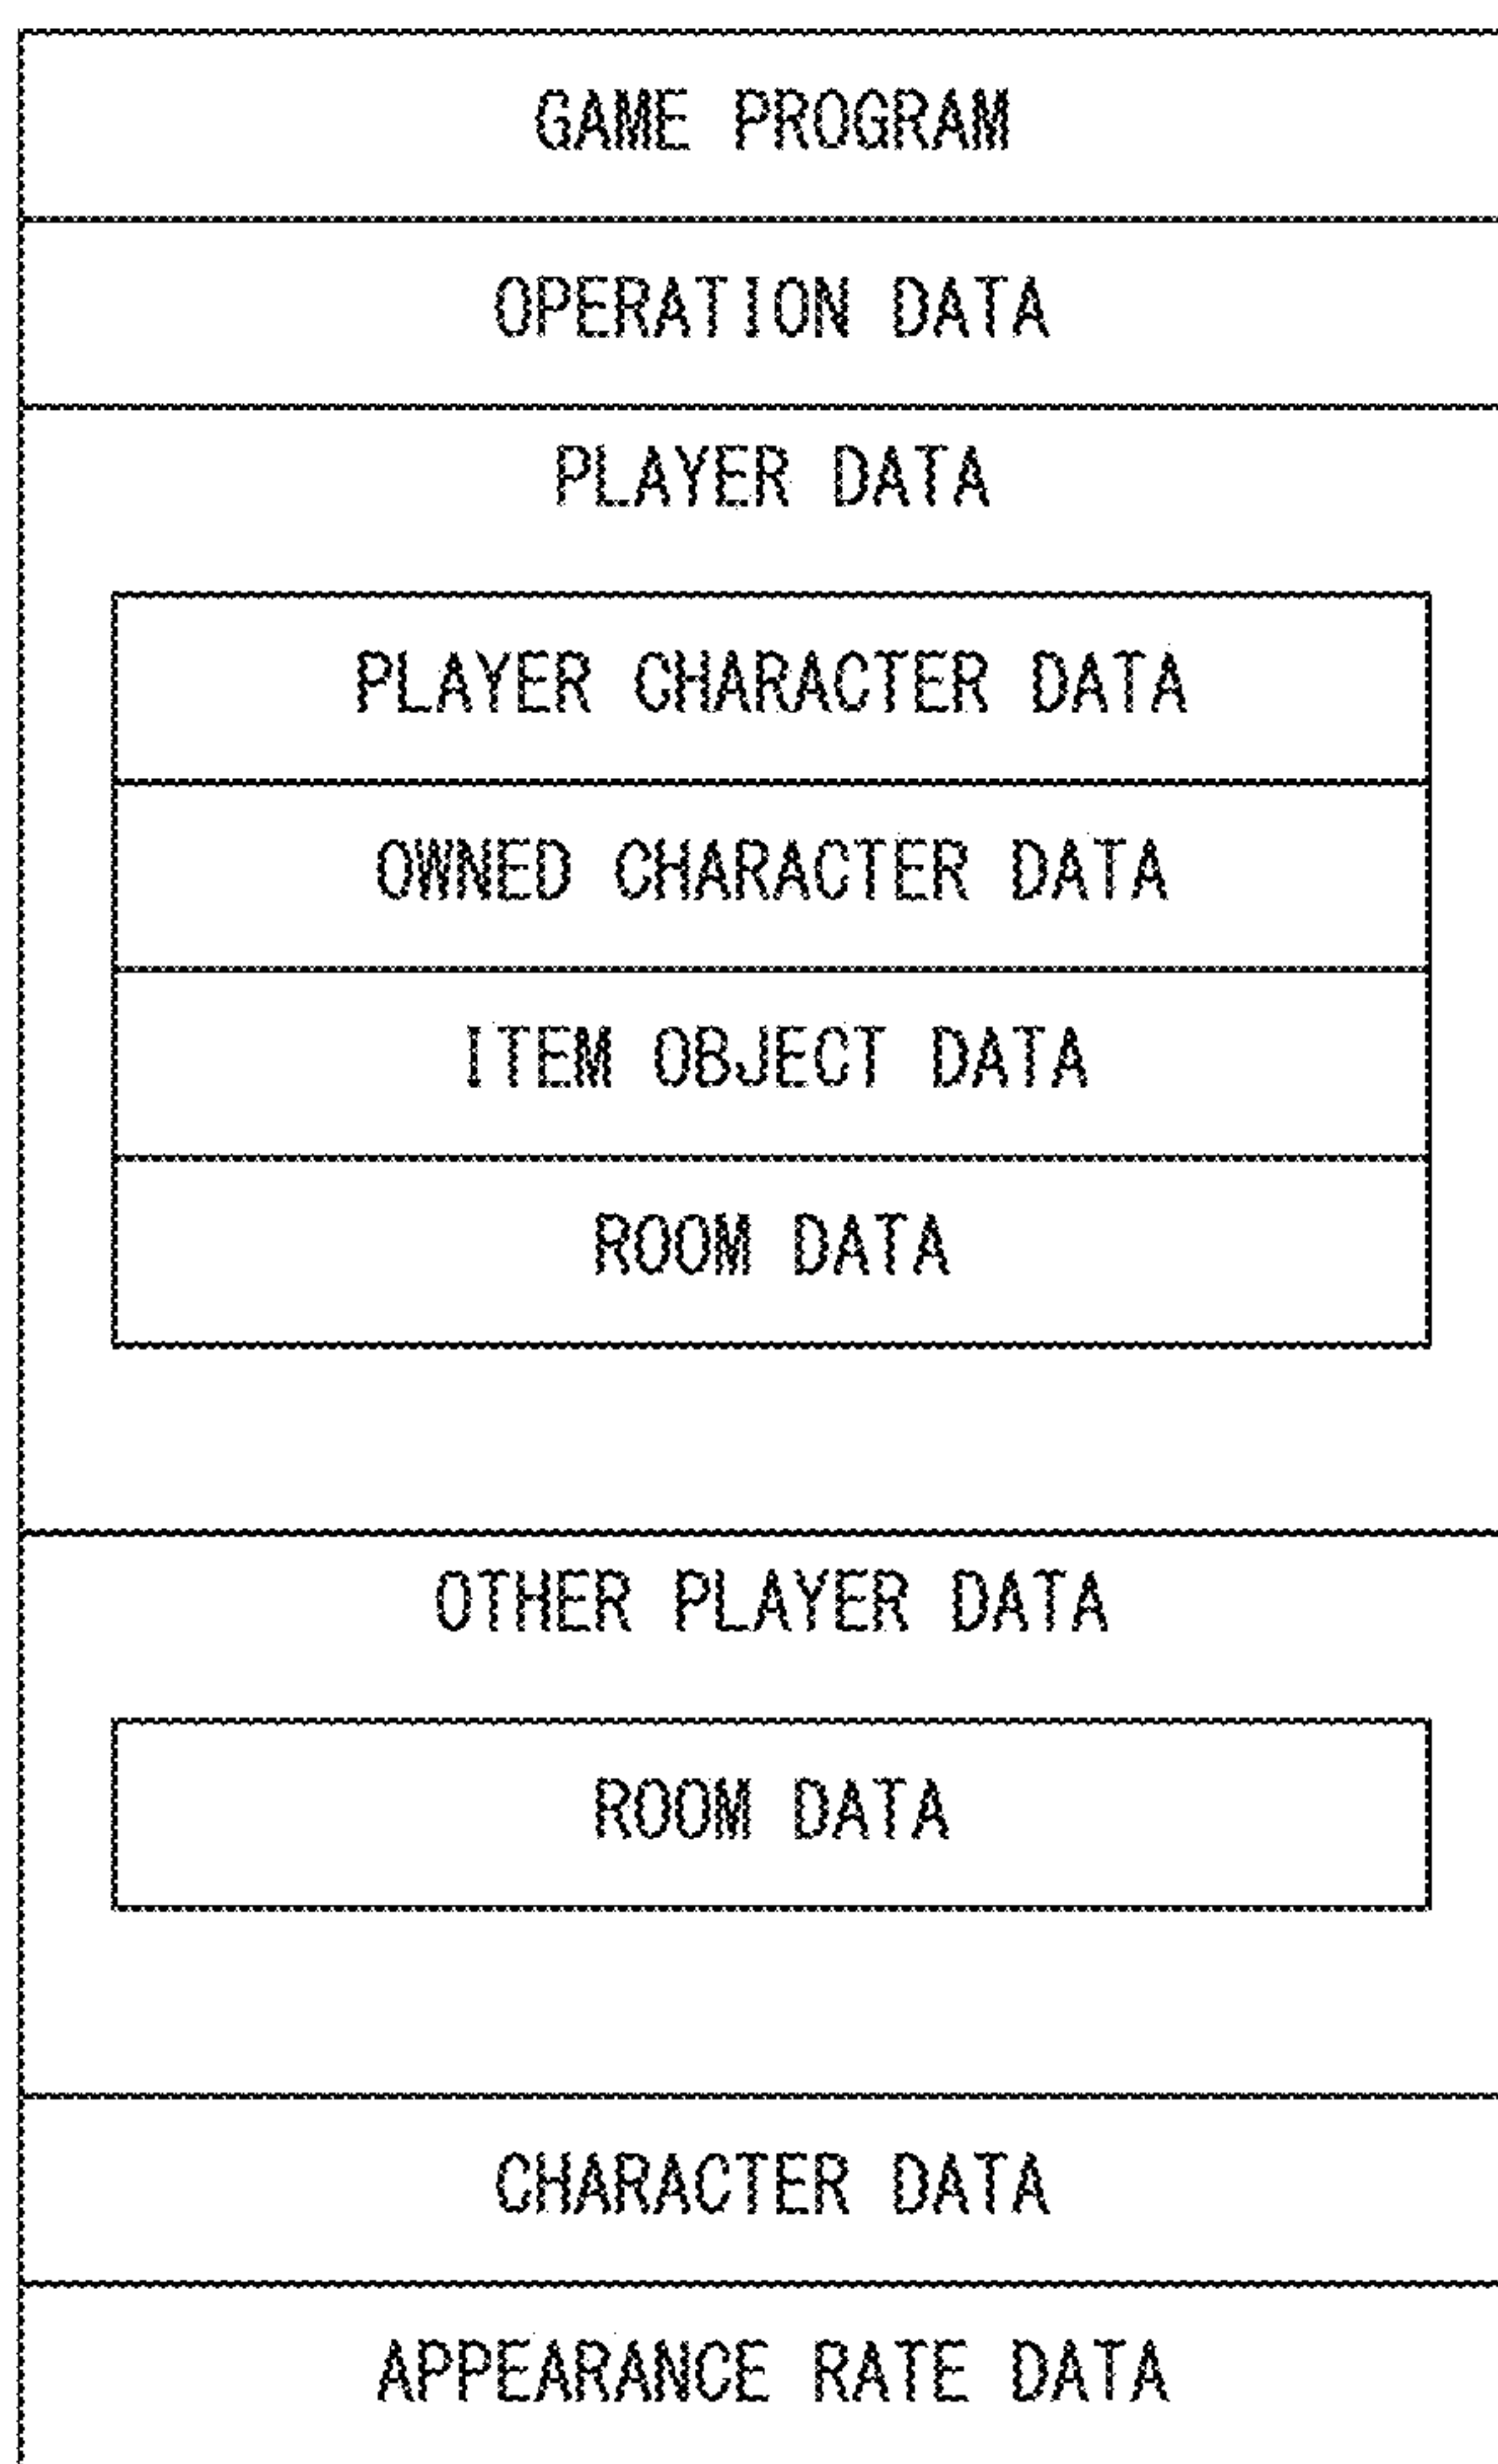 GAME PROGRAM
OPERATION DATA
PLAYER DATA
PLAYER CHARACTER DATA
OWNED CHARACTER DATA
ITEM OBJECT DATA
ROOM DATA
OTHER PLAYER DATA
ROOM DATA
CHARACTER DATA
APPEARANCE RATE DATA